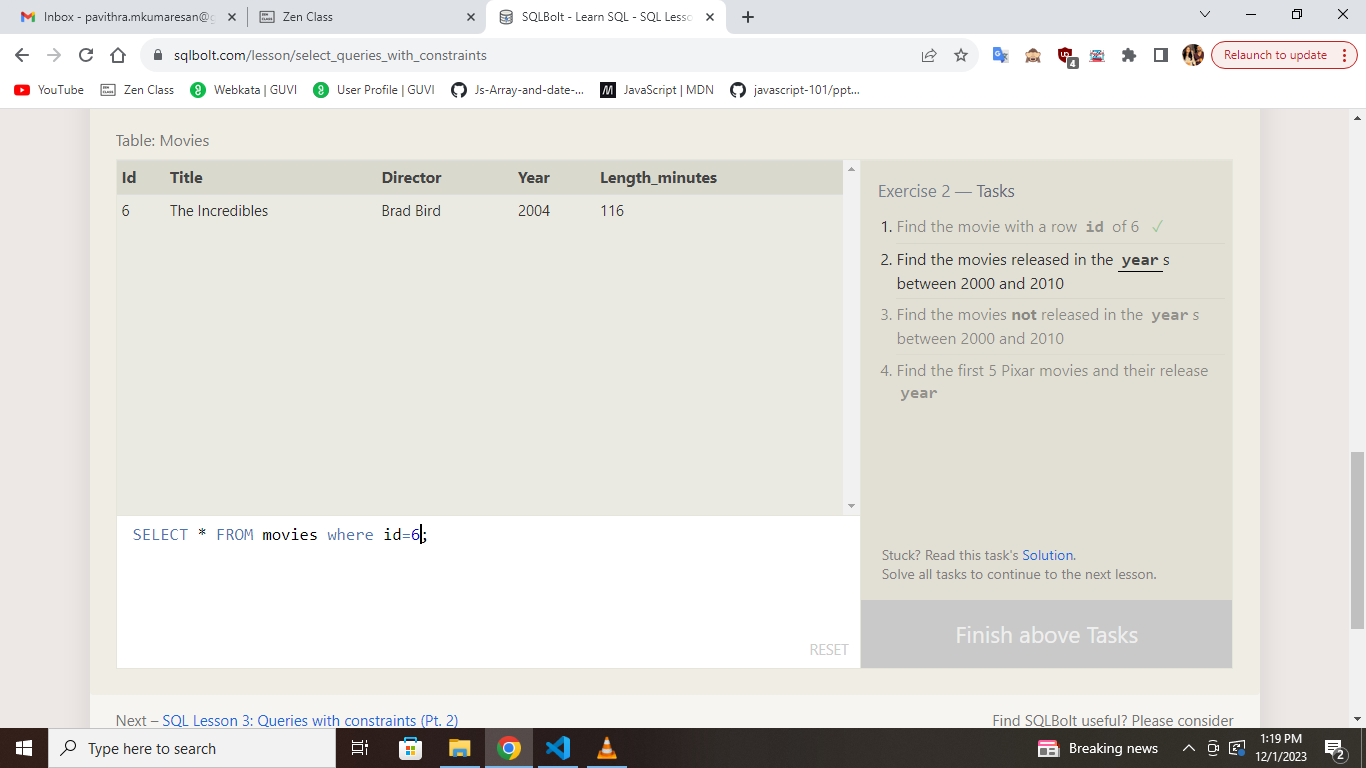 Inbox - pavithra.mkumaresan@g
Zen Class
SQLBolt - Learn SQL - SQL Lesso
sqlbolt.com/lesson/select_queries_with_constraints
4
Relaunch to update
YouTube
Zen Class
Webkata | GUVI
User Profile | GUVI
Js-Array-and-date-...
JavaScript | MDN
javascript-101/ppt...
Table: Movies
Id Title Director Year Length_minutes
6 The Incredibles Brad Bird 2004 116
Exercise 2 — Tasks
1. Find the movie with a row id of 6 ✓
2. Find the movies released in the years
between 2000 and 2010
3. Find the movies not released in the years
between 2000 and 2010
4. Find the first 5 Pixar movies and their release
year
Stuck? Read this task's Solution.
Solve all tasks to continue to the next lesson.
Finish above Tasks
SELECT * FROM movies where id=6;
RESET
Next – SQL Lesson 3: Queries with constraints (Pt. 2)
Find SQLBolt useful? Please consider
Type here to search
Breaking news
1:19 PM
12/1/2023
2